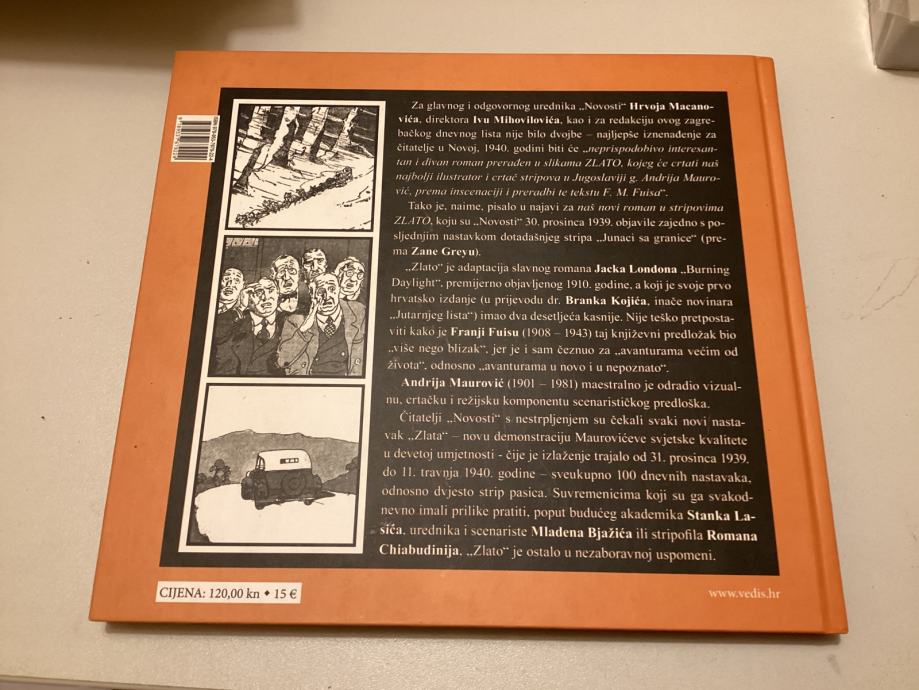 Za glavnog i odgovornog urednika „Novosti“ Hrvoja Macano-
vića, direktora Ivu Mihovilovića, kao i za redakciju ovog zagre-
bačkog dnevnog lista nije bilo dvojbe – najljepše iznenađenje za
čitatelje u Novoj, 1940. godini biti će „neprispodobivo interesan-
tan i divan roman prerađen u slikama ZLATO, kojeg će crtati naš
najbolji ilustrator i crtač stripova u Jugoslaviji g. Andrija Mauro-
vić, prema inscenaciji i preradbi te tekstu F. M. Fuisa“.
Tako je, naime, pisalo u najavi za naš novi roman u stripovima
ZLATO, koju su „Novosti“ 30. prosinca 1939. objavile zajedno s po-
sljednjim nastavkom dotadašnjeg stripa „Junaci sa granice“ (pre-
ma Zane Greyu).
„Zlato“ je adaptacija slavnog romana Jacka Londona „Burning
Daylight“, premijerno objavljenog 1910. godine, a koji je svoje prvo
hrvatsko izdanje (u prijevodu dr. Branka Kojića, inače novinara
„Jutarnjeg lista“) imao dva desetljeća kasnije. Nije teško pretposta-
viti kako je Franji Fuisu (1908 – 1943) taj književni predložak bio
„više nego blizak“, jer je i sam čeznuo za „avanturama većim od
života“, odnosno „avanturama u novo i u nepoznato“.
Andrija Maurović (1901 – 1981) maestralno je odradio vizual-
nu, crtačku i režijsku komponentu scenarističkog predloška.
Čitatelji „Novosti“ s nestrpljenjem su čekali svaki novi nasta-
vak „Zlata“ – novu demonstraciju Maurovićeve svjetske kvalitete
u devetoj umjetnosti - čije je izlaženje trajalo od 31. prosinca 1939.
do 11. travnja 1940. godine – sveukupno 100 dnevnih nastavaka,
odnosno dvjesto strip pasica. Suvremenicima koji su ga svakod-
nevno imali prilike pratiti, poput budućeg akademika Stanka La-
sića, urednika i scenariste Mladena Bjažića ili stripofila Romana
Chiabudinija, „Zlato“ je ostalo u nezaboravnoj uspomeni.
CIJENA: 120,00 kn ♦ 15 €
www.vedis.hr